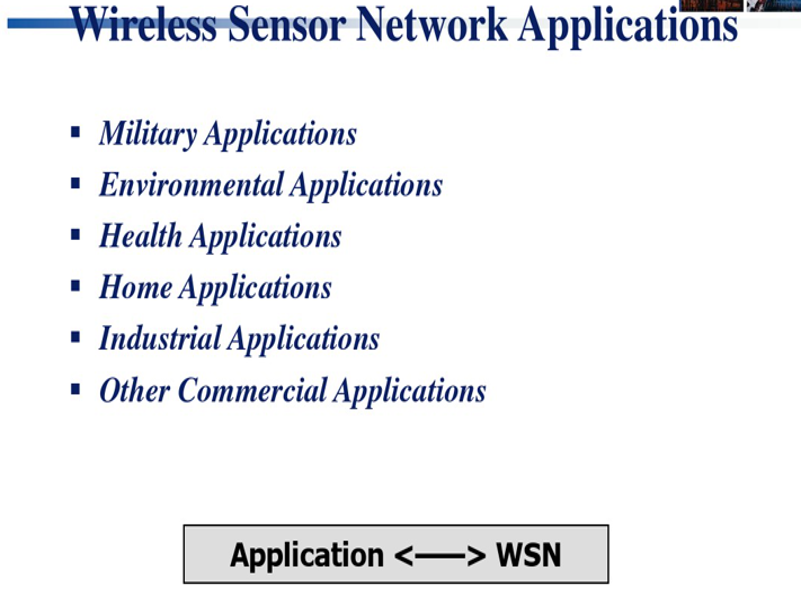 Wireless Sensor Network Applications
▪ Military Applications
▪ Environmental Applications
▪ Health Applications
▪ Home Applications
▪ Industrial Applications
▪ Other Commercial Applications
Application <——> WSN